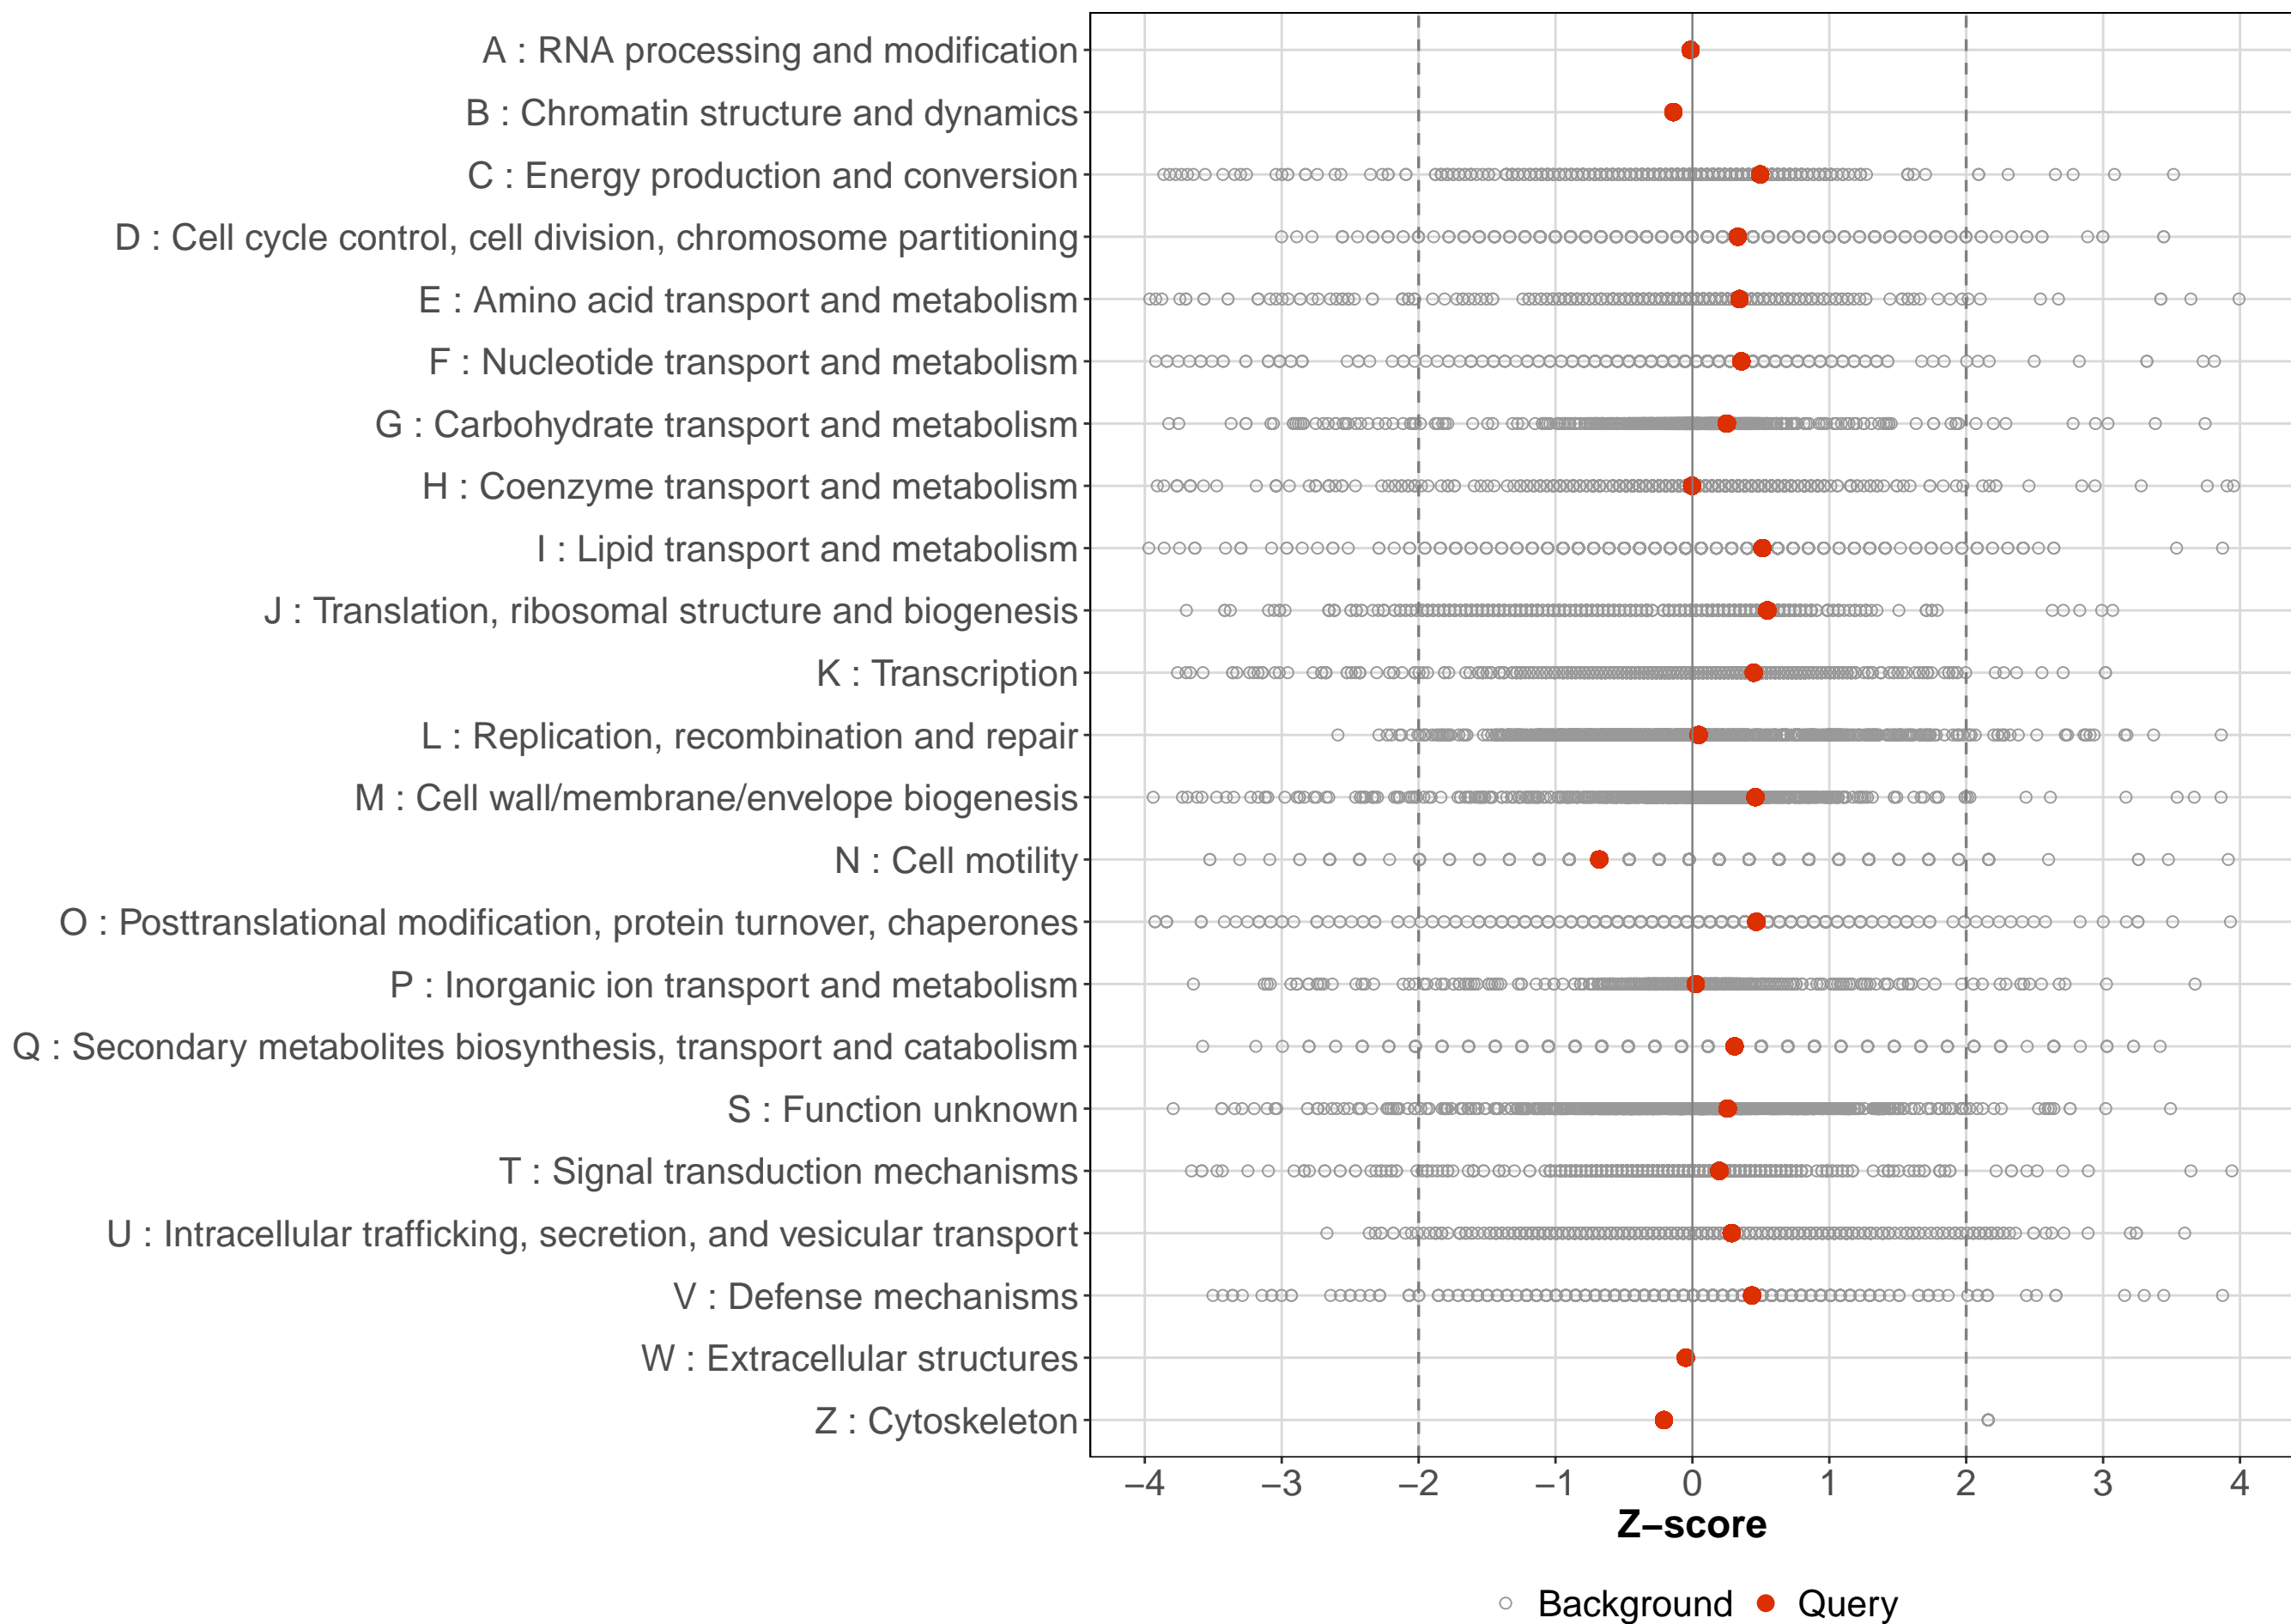 A : RNA processing and modification
B : Chromatin structure and dynamics
C : Energy production and conversion
D : Cell cycle control, cell division, chromosome partitioning
E : Amino acid transport and metabolism
F : Nucleotide transport and metabolism
G : Carbohydrate transport and metabolism
H : Coenzyme transport and metabolism
I : Lipid transport and metabolism
J : Translation, ribosomal structure and biogenesis
K : Transcription
L : Replication, recombination and repair
M : Cell wall/membrane/envelope biogenesis
N : Cell motility
O : Posttranslational modification, protein turnover, chaperones
P : Inorganic ion transport and metabolism
Q : Secondary metabolites biosynthesis, transport and catabolism
S : Function unknown
T : Signal transduction mechanisms
U : Intracellular trafficking, secretion, and vesicular transport
V : Defense mechanisms
W : Extracellular structures
Z : Cytoskeleton
−4 −3 −2 −1 0 1 2 3 4
Z−score
Background Query